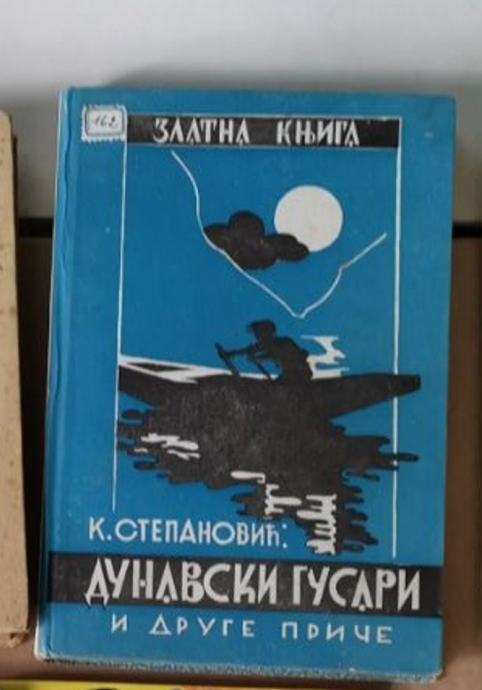 162
ЗЛАТНА КЊИГА
К. СТЕПАНОВИЋ:
ДУНАВСКИ ГУСАРИ
И ДРУГЕ ПРИЧЕ